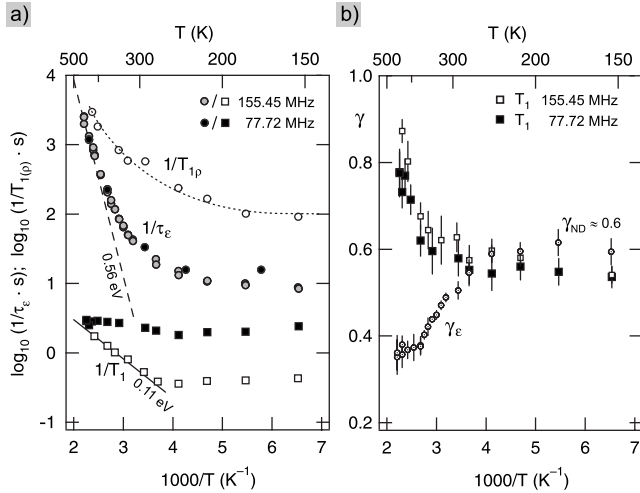 a)
T (K)
500 300 200 150
4
3
2
1
0
-1
log10 (1/τε · s); log10 (1/T1(ρ) · s)
/ 155.45 MHz
/ 77.72 MHz
1/T1ρ
1/τε
0.56 eV
1/T1
0.11 eV
2 3 4 5 6 7
1000/T (K⁻¹)
b)
T (K)
500 300 200 150
1.0
γ
0.8
0.6
0.4
0.2
T1 155.45 MHz
T1 77.72 MHz
γND ≈ 0.6
γε
2 3 4 5 6 7
1000/T (K⁻¹)